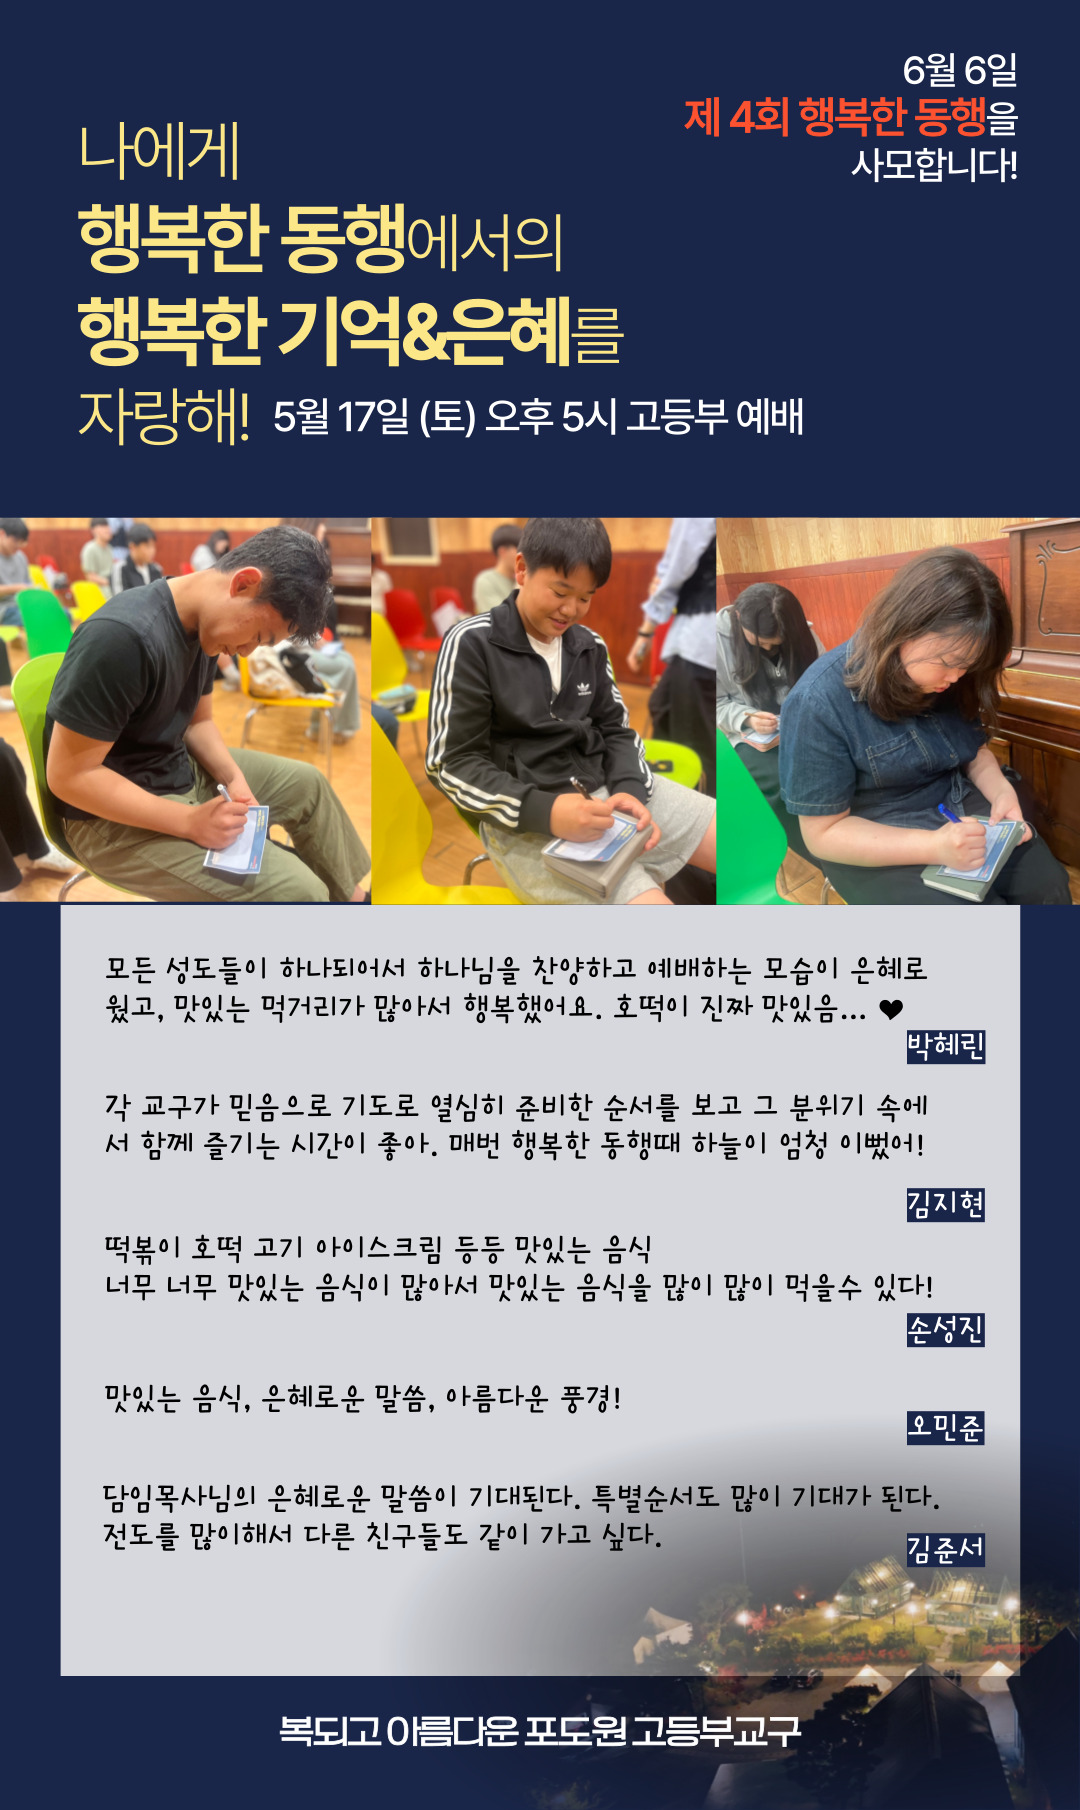 6월 6일
제 4회 행복한 동행을
사모합니다!
나에게
행복한 동행에서의
행복한 기억&은혜를
자랑해! 5월 17일 (토) 오후 5시 고등부 예배
adidas
모든 성도들이 하나되어서 하나님을 찬양하고 예배하는 모습이 은혜로
웠고, 맛있는 먹거리가 많아서 행복했어요. 호떡이 진짜 맛있음... ♥
박혜린
각 교구가 믿음으로 기도로 열심히 준비한 순서를 보고 그 분위기 속에
서 함께 즐기는 시간이 좋아. 매번 행복한 동행때 하늘이 엄청 이뻤어!
김지현
떡볶이 호떡 고기 아이스크림 등등 맛있는 음식
너무 너무 맛있는 음식이 많아서 맛있는 음식을 많이 많이 먹을수 있다!
손성진
맛있는 음식, 은혜로운 말씀, 아름다운 풍경!
오민준
담임목사님의 은혜로운 말씀이 기대된다. 특별순서도 많이 기대가 된다.
전도를 많이해서 다른 친구들도 같이 가고 싶다.
김준서
복되고 아름다운 포도원 고등부교구